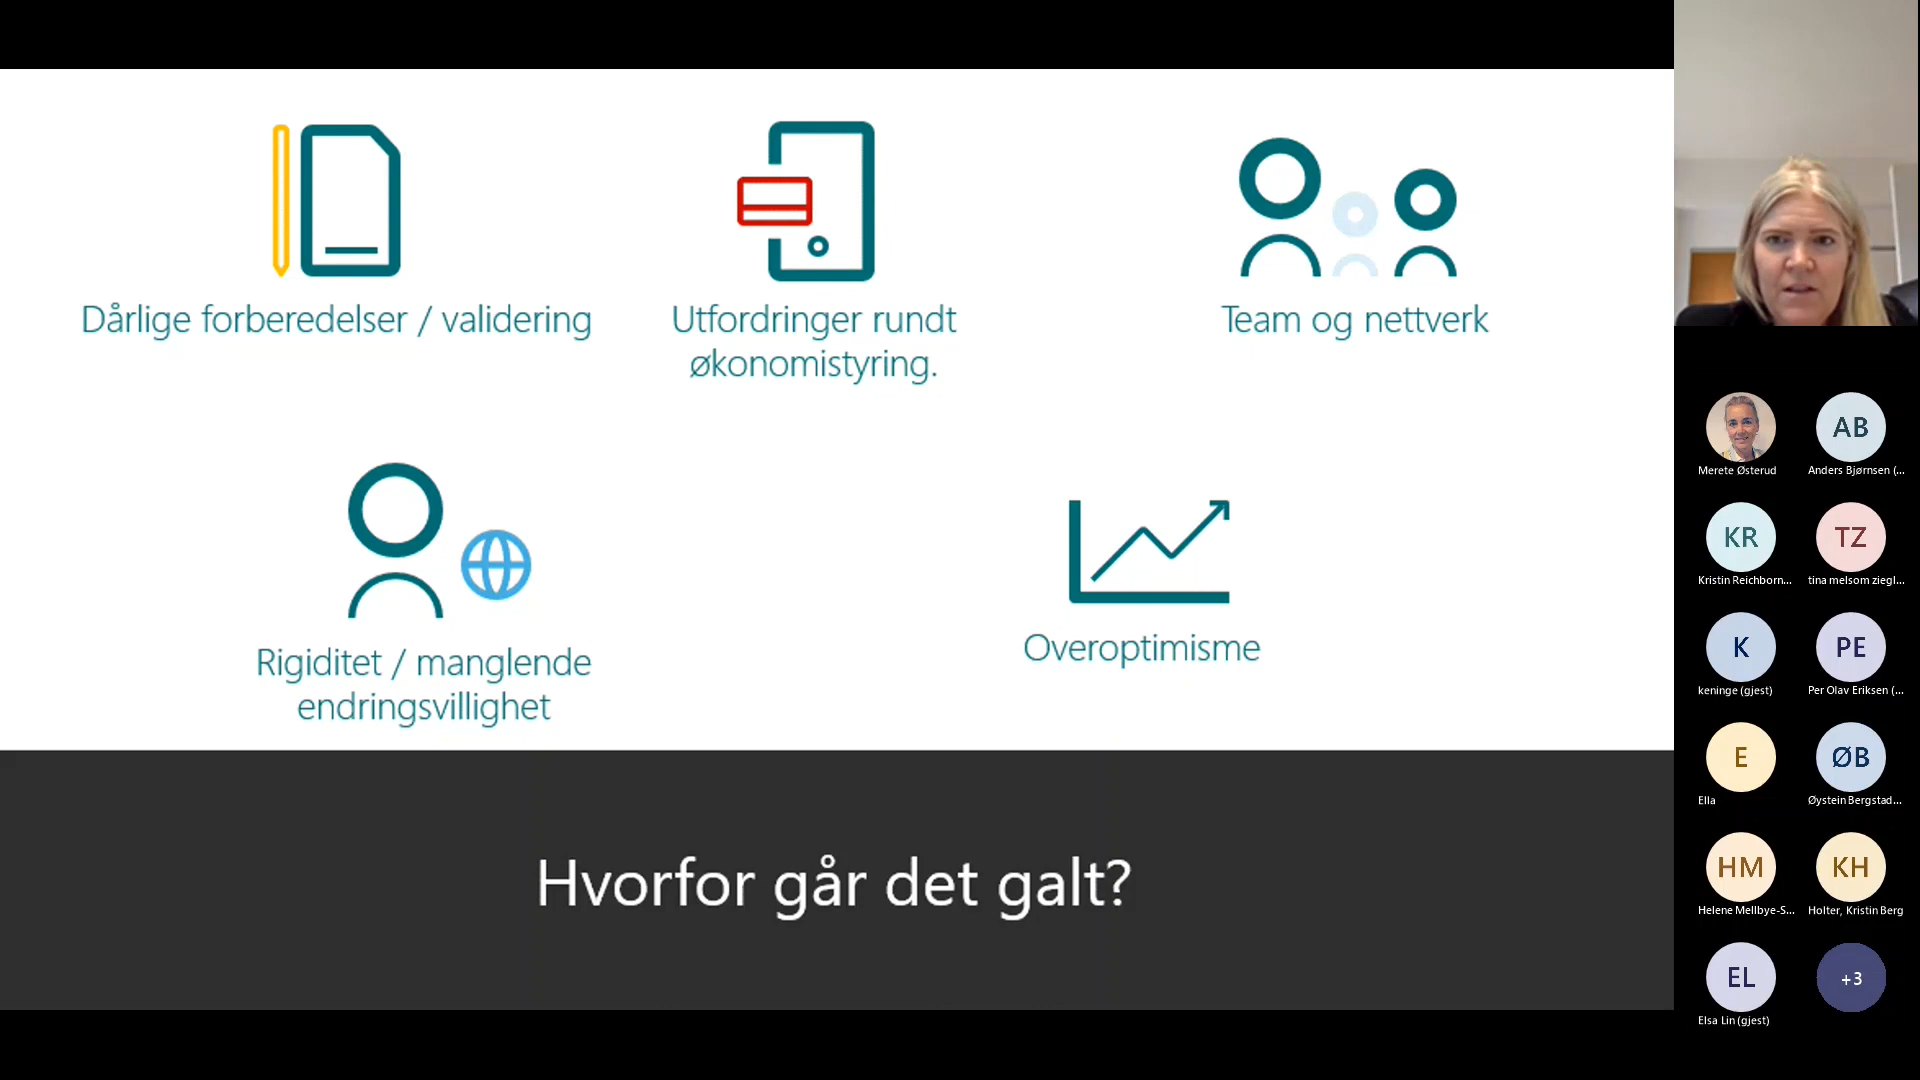 Dårlige forberedelser / validering
Utfordringer rundt
økonomistyring.
Team og nettverk
Rigiditet / manglende
endringsvillighet
Overoptimisme
Hvorfor går det galt?
Merete Østerud
AB
Anders Bjørnsen (...
KR
Kristin Reichborn...
TZ
tina melsom ziegl...
K
keninge (gjest)
PE
Per Olav Eriksen (...
E
Ella
ØB
Øystein Bergstad...
HM
Helene Mellbye-S...
KH
Holter, Kristin Berg
EL
Elsa Lin (gjest)
+3